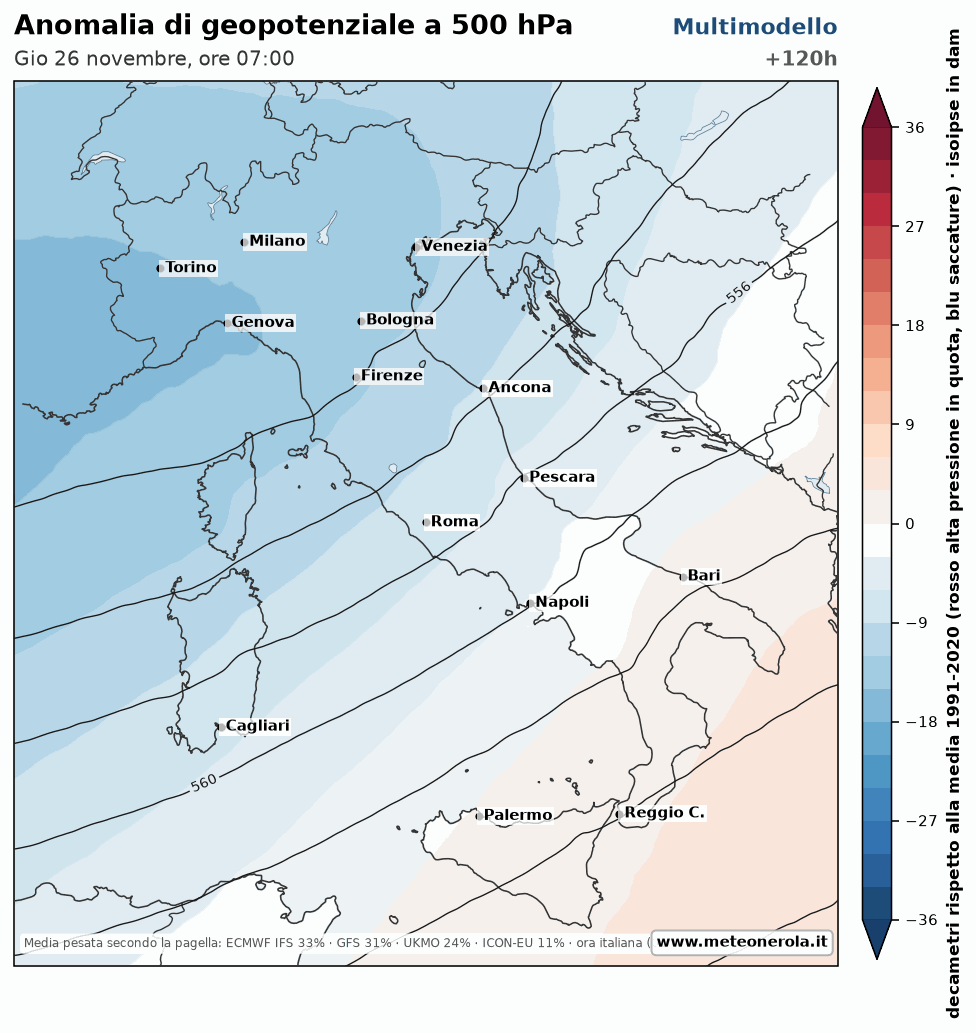 Anomalia di geopotenziale a 500 hPa
Multimodello
Gio 26 novembre, ore 07:00
+120h
Milano
Venezia
Torino
Genova
Bologna
Firenze
Ancona
Pescara
Roma
Bari
Napoli
Cagliari
Palermo
Reggio C.
556
560
36
27
18
9
0
−9
−18
−27
−36
decametri rispetto alla media 1991-2020 (rosso alta pressione in quota, blu saccature) · isoipse in dam
Media pesata secondo la pagella: ECMWF IFS 33% · GFS 31% · UKMO 24% · ICON-EU 11% · ora italiana (
www.meteonerola.it